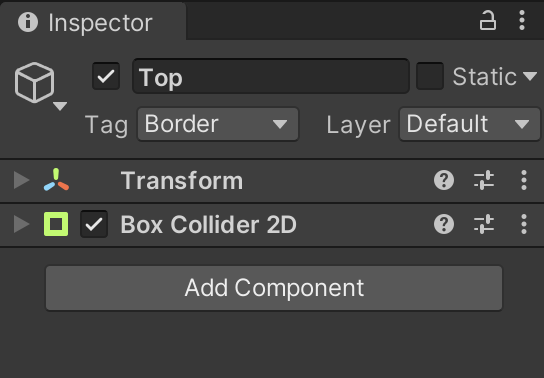 Inspector
Top Static
Tag Border Layer Default
Transform
Box Collider 2D
Add Component